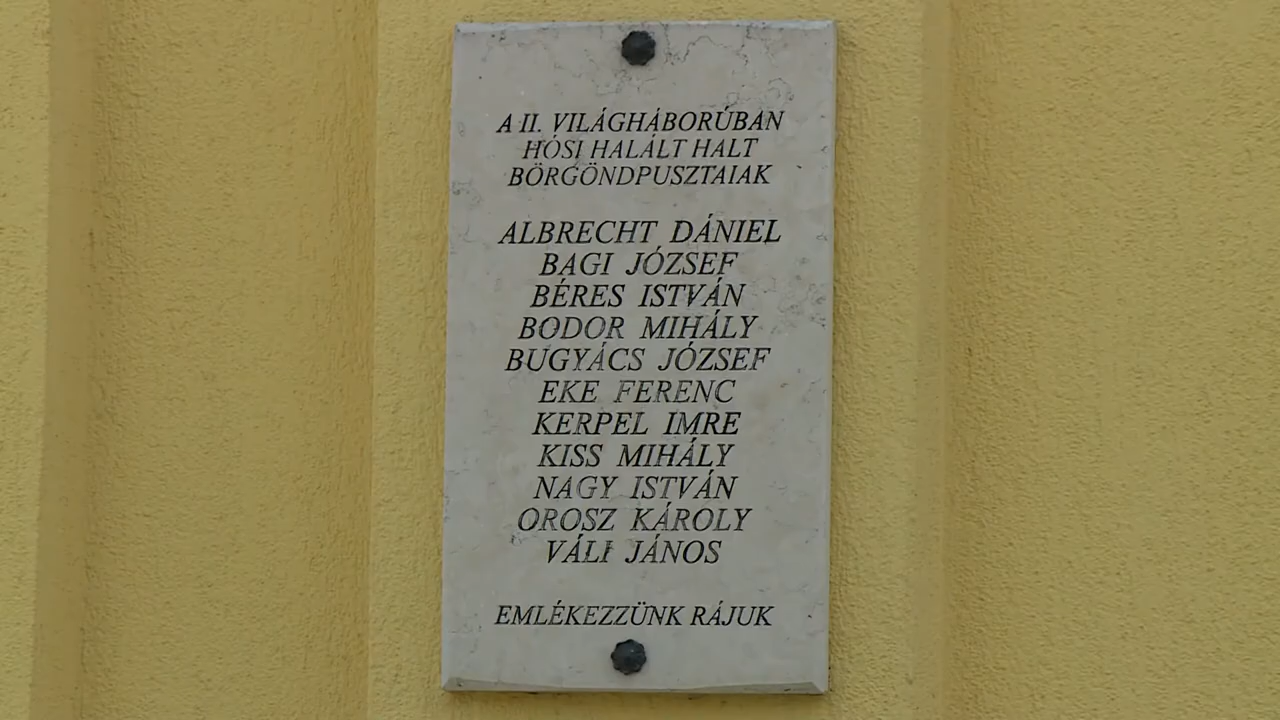 A II. VILÁGHÁBORÚBAN
HŐSI HALÁLT HALT
BÖRGÖNDPUSZTAIAK
ALBRECHT DÁNIEL
BAGI JÓZSEF
BÉRES ISTVÁN
BODOR MIHÁLY
BUGYÁCS JÓZSEF
EKE FERENC
KERPEL IMRE
KISS MIHÁLY
NAGY ISTVÁN
OROSZ KÁROLY
VÁLI JÁNOS
EMLÉKEZZÜNK RÁJUK